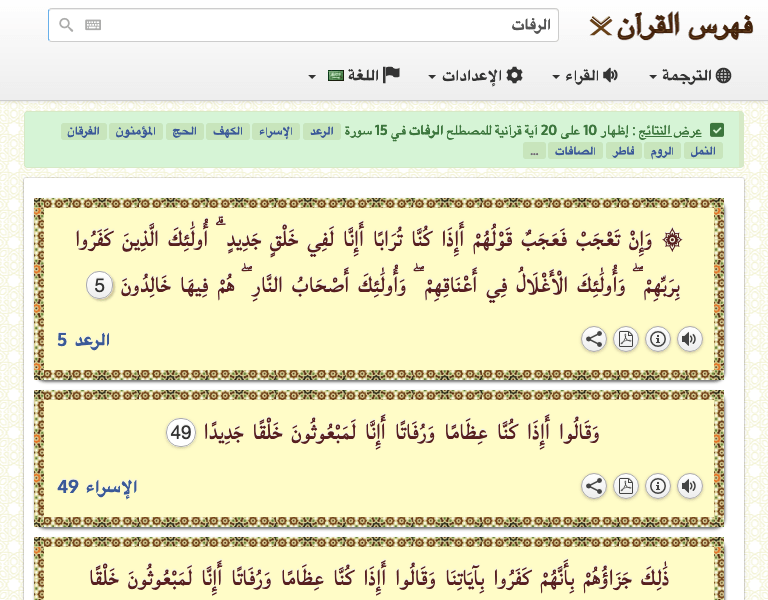 فهرس القرآن
الرفات
الترجمة القراء الإعدادات اللغة
عرض النتائج : إظهار 10 على 20 آية قرآنية للمصطلح الرفات في 15 سورة الرعد الإسراء الكهف الحج المؤمنون الفرقان
النمل الروم فاطر الصافات ...
۞ وَإِنْ تَعْجَبْ فَعَجَبٌ قَوْلُهُمْ أَإِذَا كُنَّا تُرَابًا أَإِنَّا لَفِي خَلْقٍ جَدِيدٍ ۗ أُولَٰئِكَ الَّذِينَ كَفَرُوا
بِرَبِّهِمْ ۖ وَأُولَٰئِكَ الْأَغْلَالُ فِي أَعْنَاقِهِمْ ۖ وَأُولَٰئِكَ أَصْحَابُ النَّارِ ۖ هُمْ فِيهَا خَالِدُونَ 5
الرعد 5
وَقَالُوا أَإِذَا كُنَّا عِظَامًا وَرُفَاتًا أَإِنَّا لَمَبْعُوثُونَ خَلْقًا جَدِيدًا 49
الإسراء 49
ذَٰلِكَ جَزَاؤُهُمْ بِأَنَّهُمْ كَفَرُوا بِآيَاتِنَا وَقَالُوا أَإِذَا كُنَّا عِظَامًا وَرُفَاتًا أَإِنَّا لَمَبْعُوثُونَ خَلْقًا